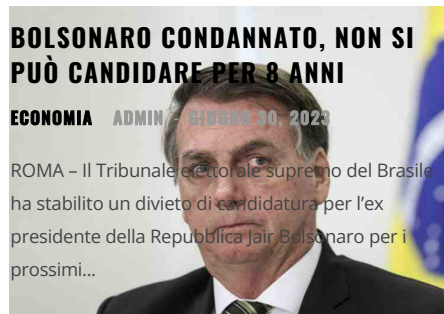 BOLSONARO CONDANNATO, NON SI
PUÒ CANDIDARE PER 8 ANNI
ECONOMIA ADMIN - GIUGNO 30, 2023
ROMA – Il Tribunale elettorale supremo del Brasile
ha stabilito un divieto di candidatura per l’ex
presidente della Repubblica Jair Bolsonaro per i
prossimi...